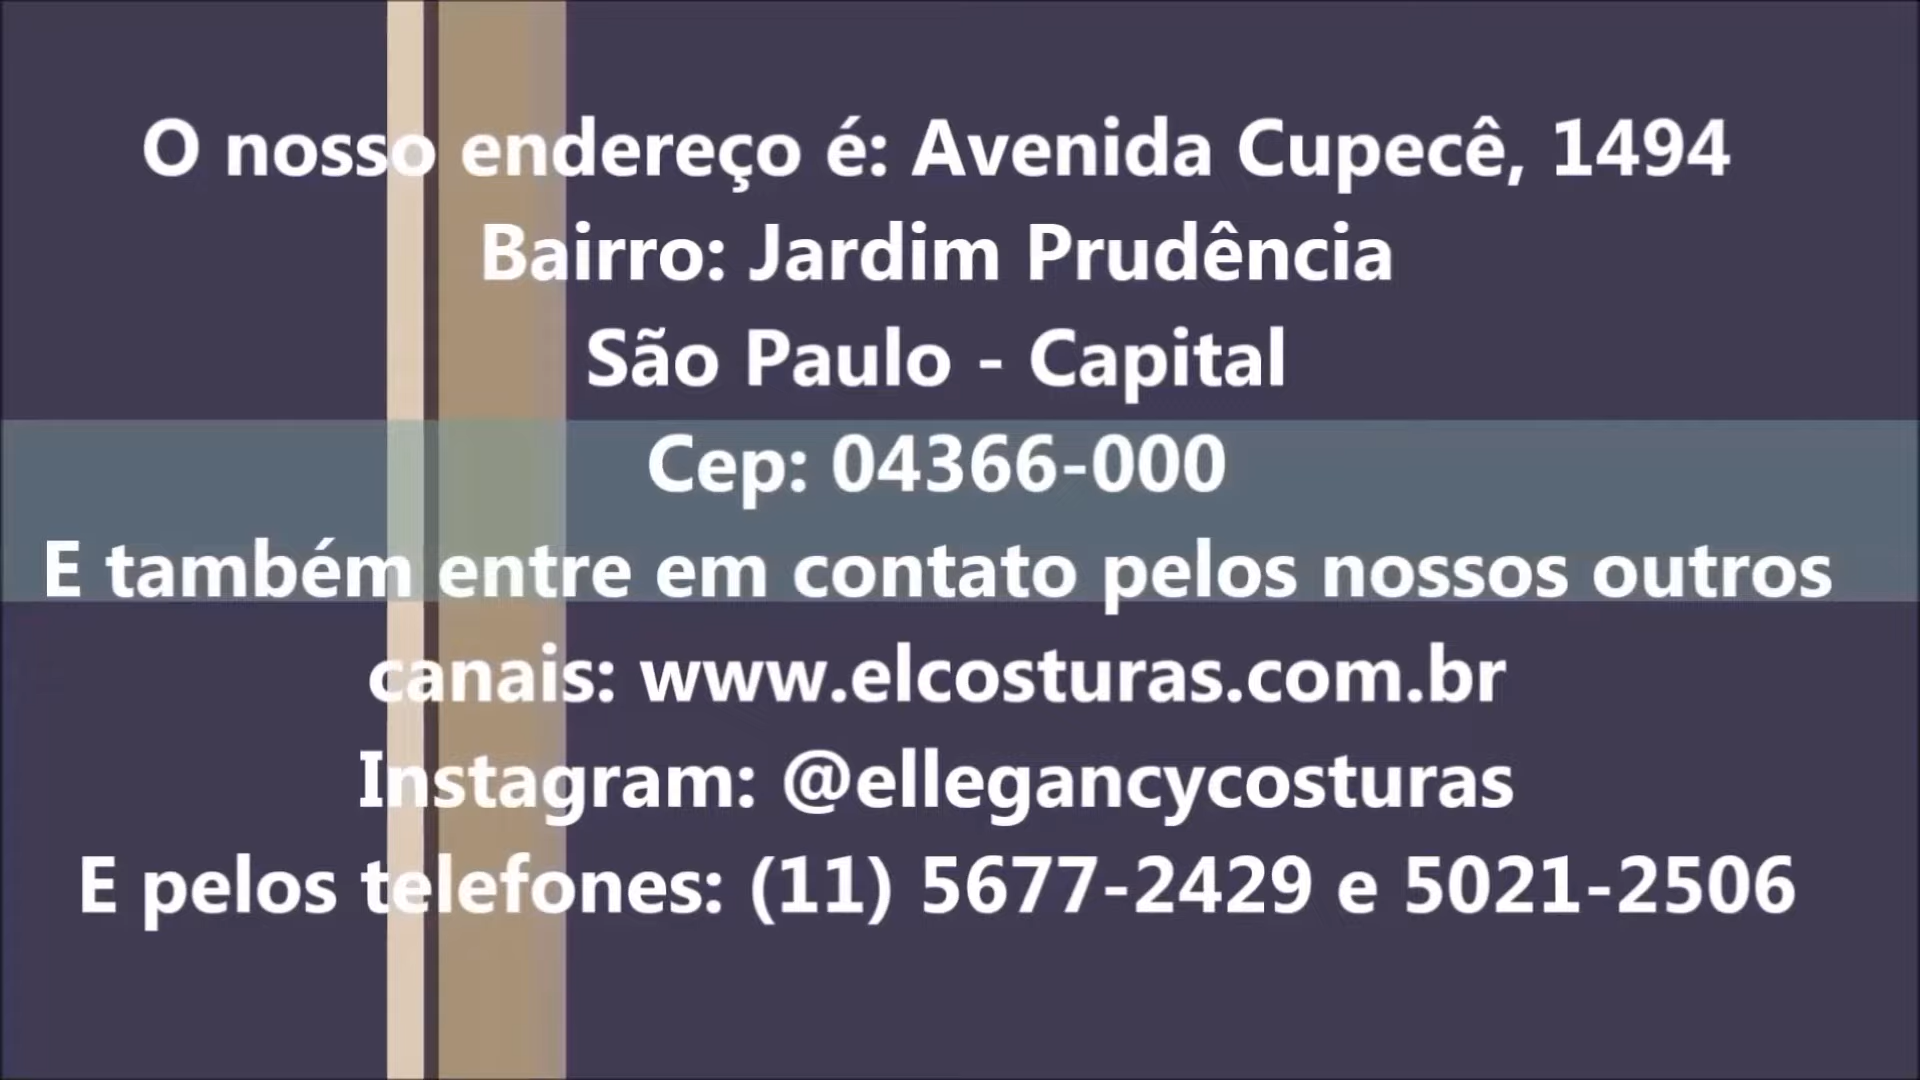 O nosso endereço é: Avenida Cupecê, 1494
Bairro: Jardim Prudência
São Paulo - Capital
Cep: 04366-000
E também entre em contato pelos nossos outros
canais: www.elcosturas.com.br
Instagram: @ellegancycosturas
E pelos telefones: (11) 5677-2429 e 5021-2506